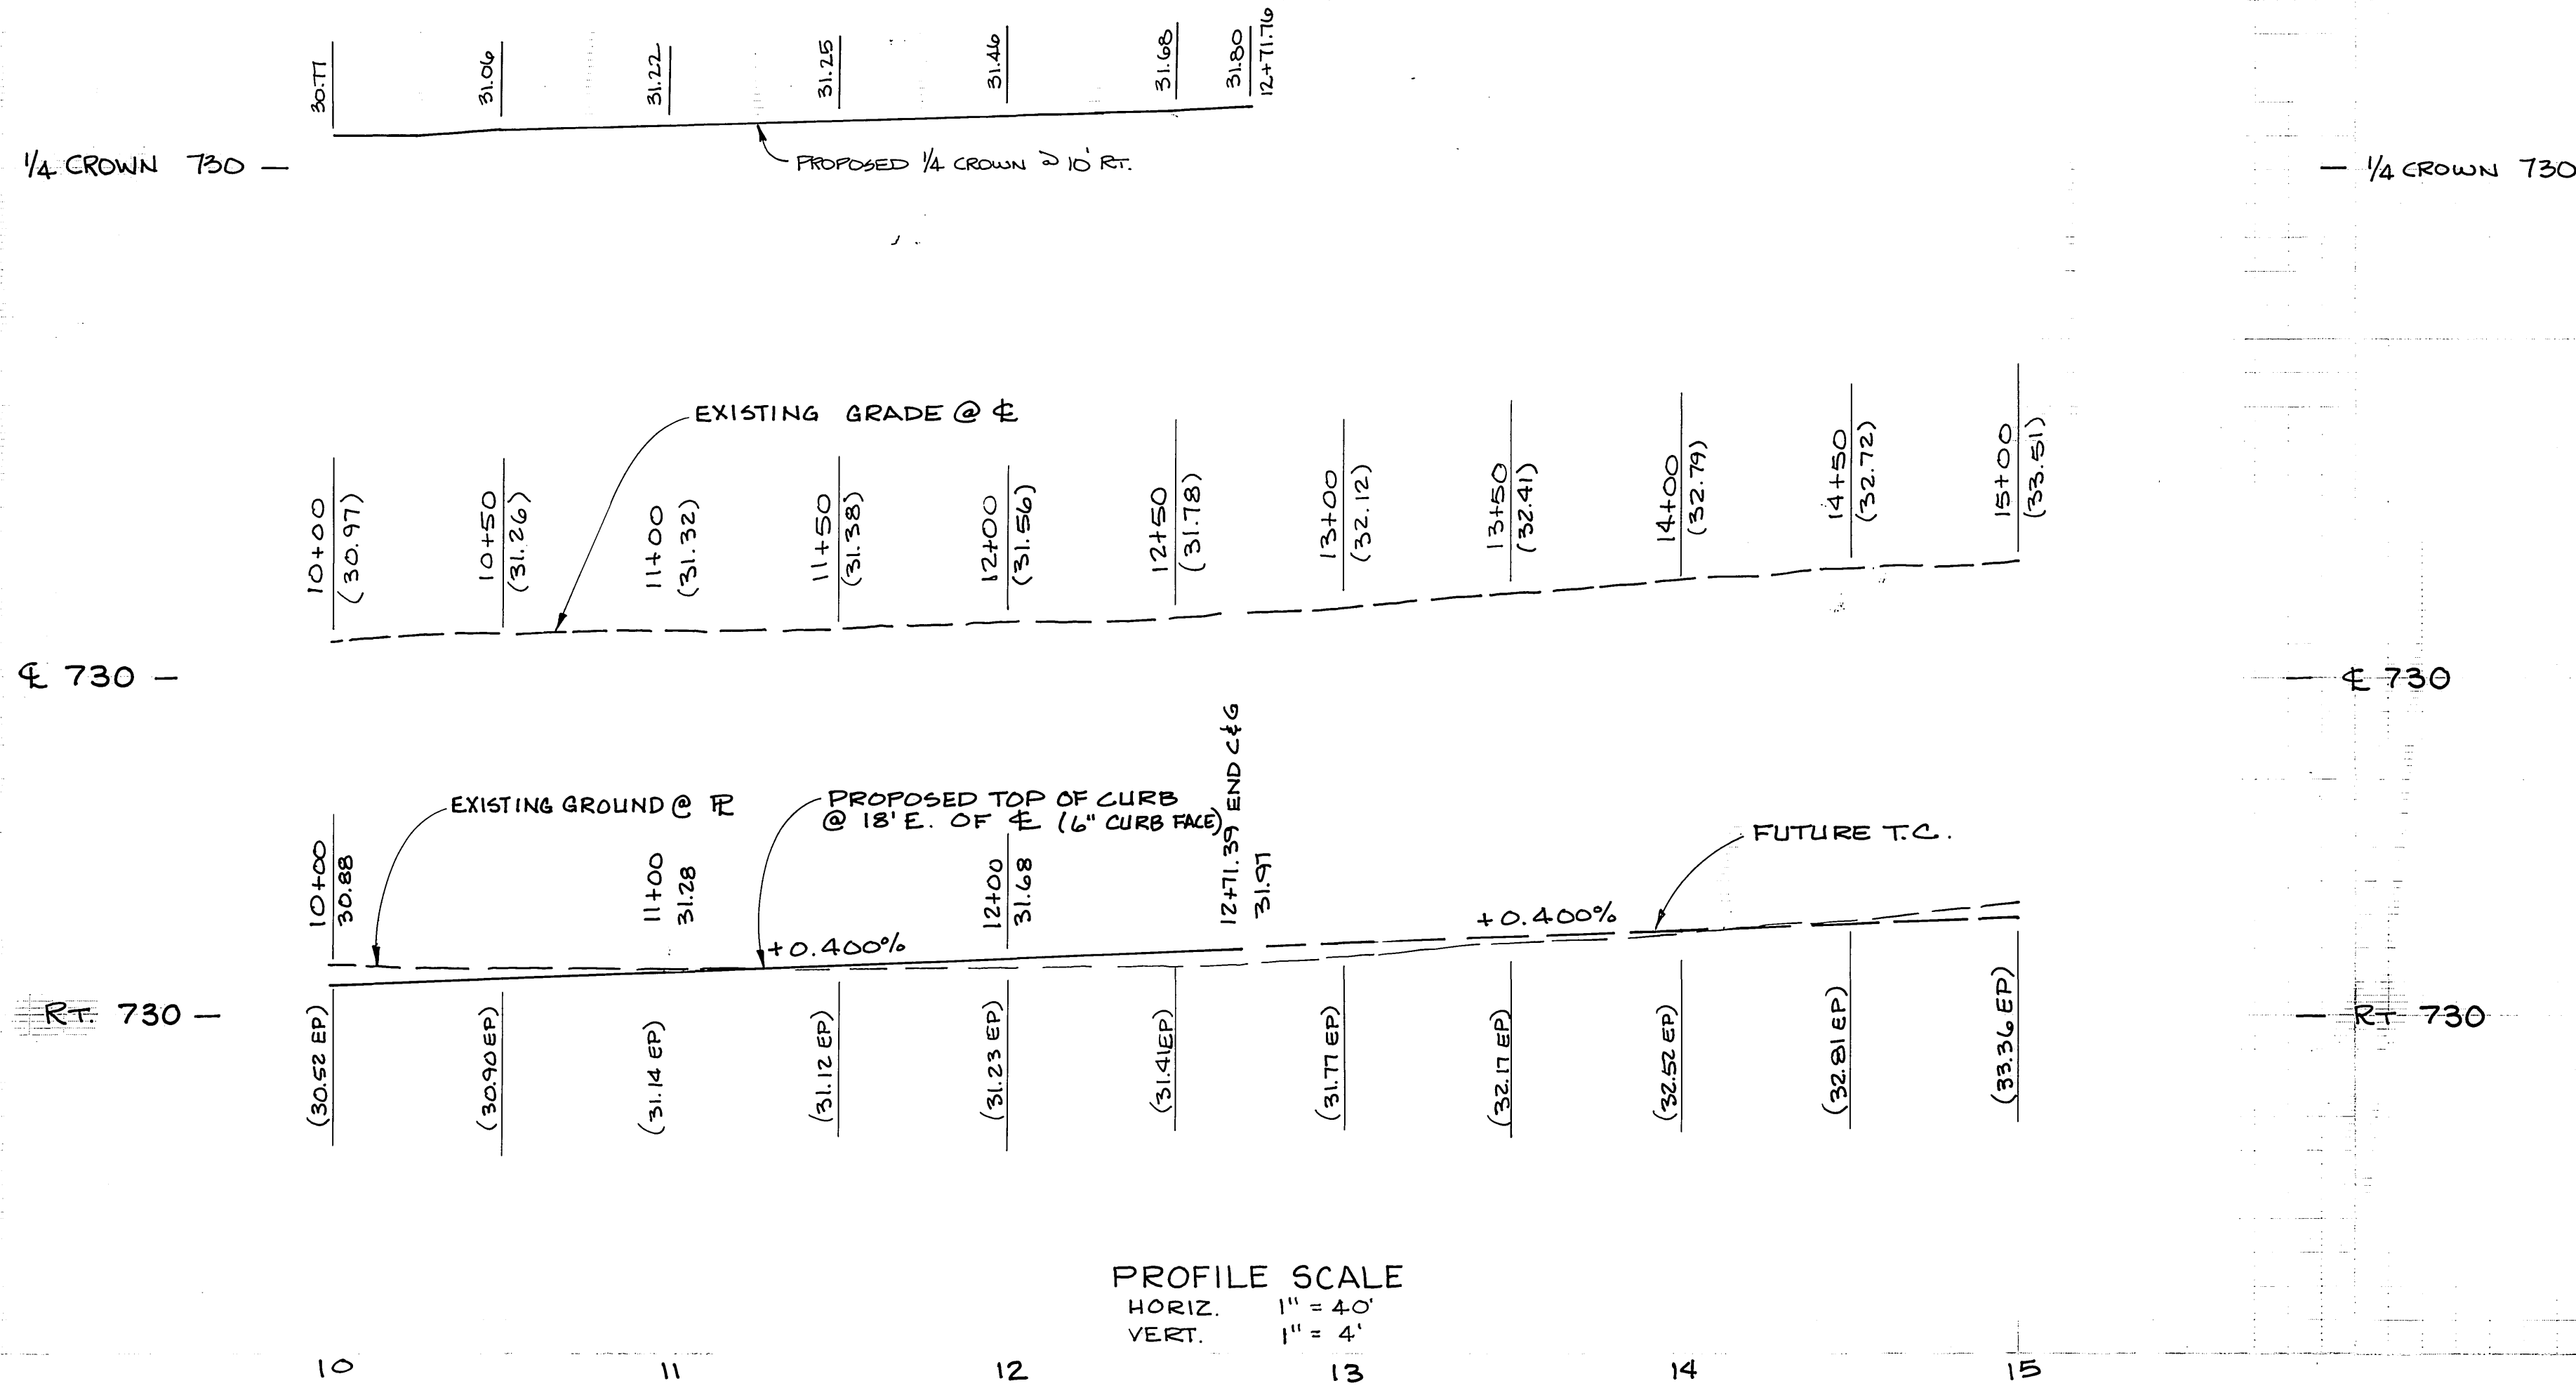 30.77
31.06
31.22
31.25
31.46
31.68
31.80
12+71.76
1/4 CROWN 730 —
PROPOSED 1/4 CROWN @ 10' RT.
— 1/4 CROWN 730
EXISTING GRADE @ ℄
10+00
(30.97)
10+50
(31.26)
11+00
(31.32)
11+50
(31.38)
12+00
(31.56)
12+50
(31.78)
13+00
(32.12)
13+50
(32.41)
14+00
(32.79)
14+50
(32.72)
15+00
(33.51)
℄ 730 —
— ℄ 730
EXISTING GROUND @ PL
PROPOSED TOP OF CURB
@ 18' E. OF ℄ (6" CURB FACE)
12+71.39 END C&G
31.97
FUTURE T.C.
10+00
30.88
11+00
31.28
12+00
31.68
+0.400%
+0.400%
RT. 730 —
— RT 730
(30.52 EP)
(30.90 EP)
(31.14 EP)
(31.12 EP)
(31.23 EP)
(31.41 EP)
(31.77 EP)
(32.17 EP)
(32.52 EP)
(32.81 EP)
(33.36 EP)
PROFILE SCALE
HORIZ. 1" = 40'
VERT. 1" = 4'
10 11 12 13 14 15